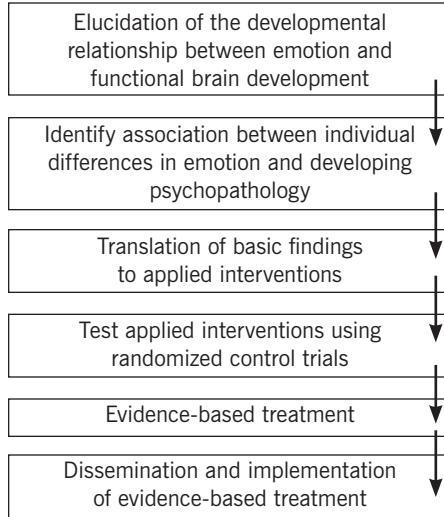 Elucidation of the developmental
relationship between emotion and
functional brain development
Identify association between individual
differences in emotion and developing
psychopathology
Translation of basic findings
to applied interventions
Test applied interventions using
randomized control trials
Evidence-based treatment
Dissemination and implementation
of evidence-based treatment